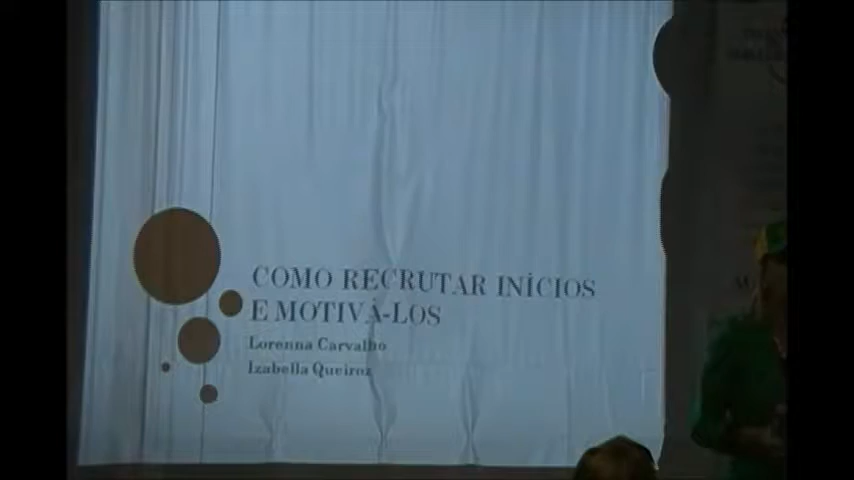 COMO RECRUTAR INÍCIOS
E MOTIVÁ-LOS
Lorenna Carvalho
Izabella Queiroz